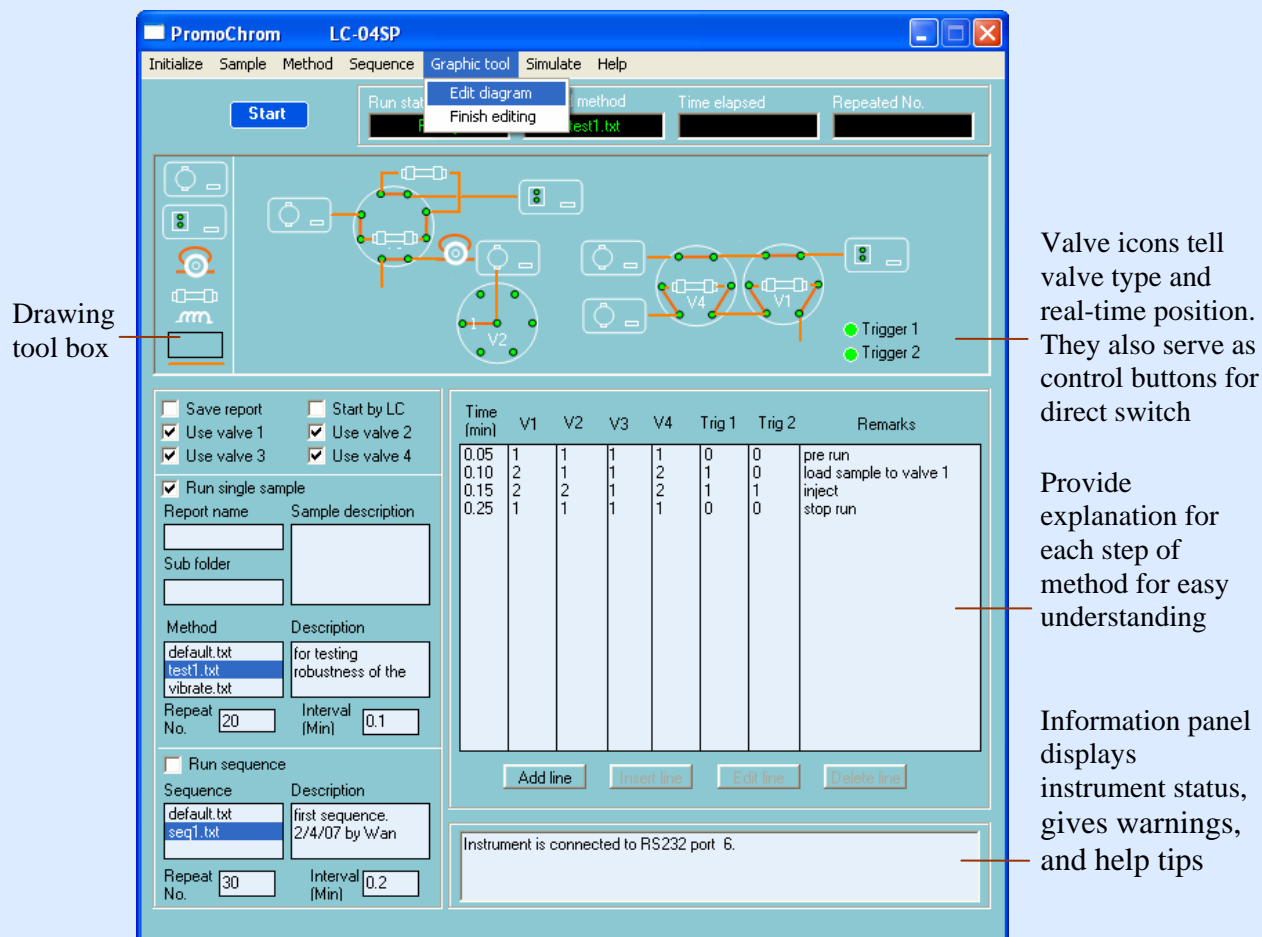 PromoChrom LC-04SP
Initialize Sample Method Sequence Graphic tool Simulate Help
Edit diagram
Finish editing
Start
Run stat
method
Time elapsed
Repeated No.
test1.txt
V2
1
V4
V1
Trigger 1
Trigger 2
Drawing
tool box
Valve icons tell
valve type and
real-time position.
They also serve as
control buttons for
direct switch
Save report Start by LC
Use valve 1 Use valve 2
Use valve 3 Use valve 4
Run single sample
Report name Sample description
Sub folder
Method Description
default.txt
test1.txt
vibrate.txt
for testing
robustness of the
Repeat
No.
20
Interval
(Min)
0.1
Run sequence
Sequence Description
default.txt
seq1.txt
first sequence.
2/4/07 by Wan
Repeat
No.
30
Interval
(Min)
0.2
Time
(min)
V1 V2 V3 V4 Trig 1 Trig 2 Remarks
0.05 1 1 1 1 0 0 pre run
0.10 2 1 1 2 1 0 load sample to valve 1
0.15 2 2 1 2 1 1 inject
0.25 1 1 1 1 0 0 stop run
Add line Insert line Edit line Delete line
Instrument is connected to RS232 port 6.
Provide
explanation for
each step of
method for easy
understanding
Information panel
displays
instrument status,
gives warnings,
and help tips